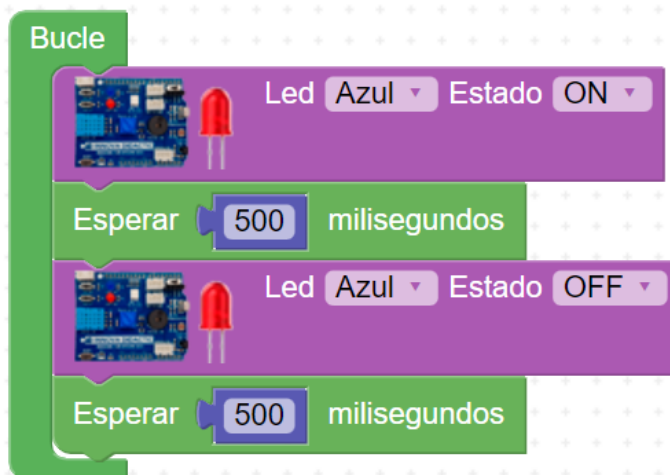 Bucle
Led Azul Estado ON
Esperar 500 milisegundos
Led Azul Estado OFF
Esperar 500 milisegundos